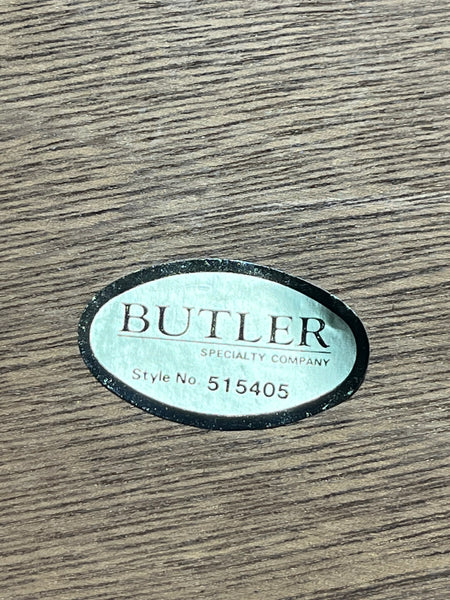 BUTLER
SPECIALTY COMPANY
Style No. 515405